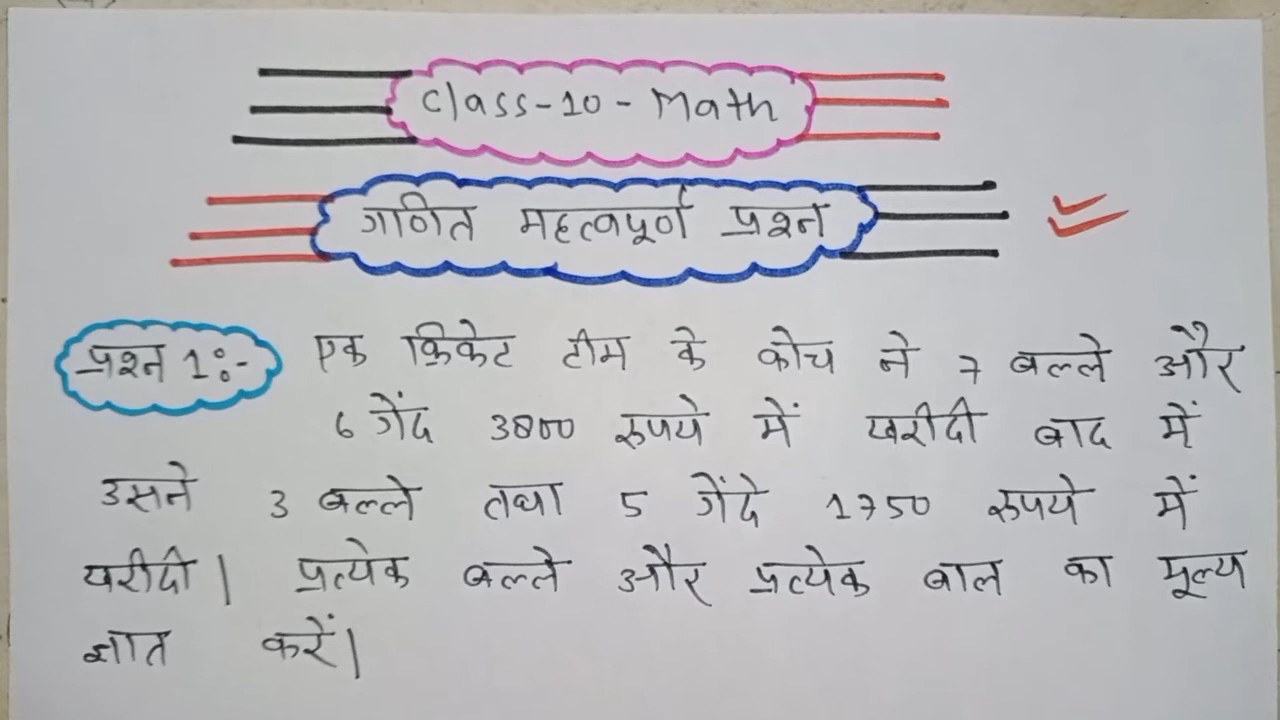 Class-10-Math
गणित महत्वपूर्ण प्रश्न
प्रश्न 1:- एक क्रिकेट टीम के कोच ने 7 बल्ले और
6 गेंद 3800 रुपये में खरीदी बाद में
उसने 3 बल्ले तथा 5 गेंदे 1750 रुपये में
खरीदी। प्रत्येक बल्ले और प्रत्येक बाल का मूल्य
ज्ञात करें।